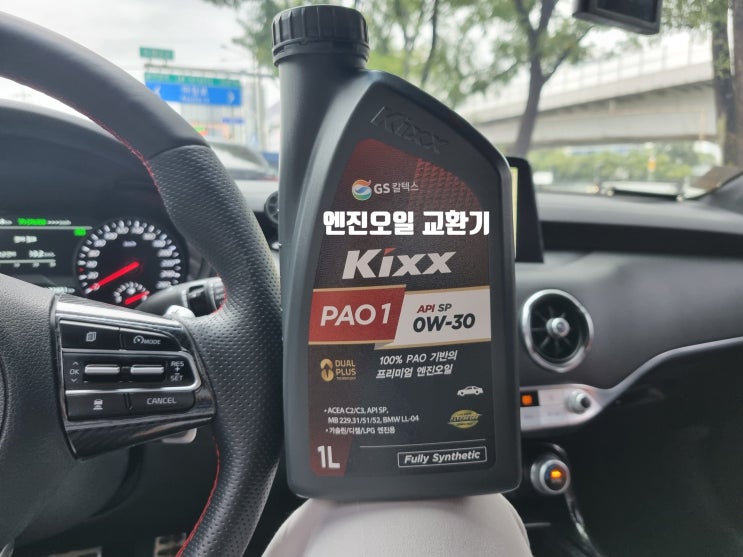 Kixx
GS 칼텍스
엔진오일 교환기
Kixx
PAO 1
API SP
0W-30
DUAL
PLUS
100% PAO 기반의
프리미엄 엔진오일
• ACEA C2/C3, API SP,
MB 229.31/51/52, BMW LL-04
• 가솔린/디젤/LPG 엔진용
1L
Fully Synthetic
MODE
OK
RES
+
SET
CANCEL